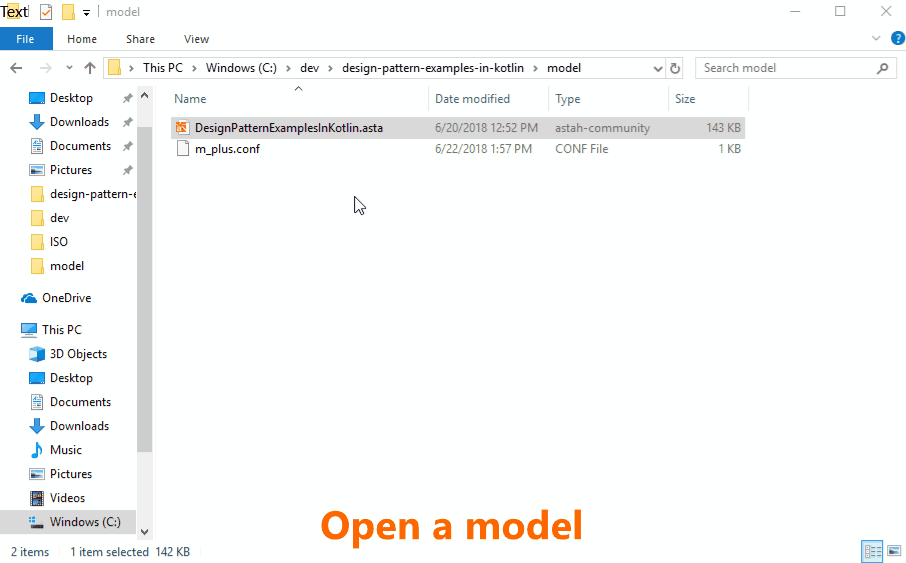 Text
model
File Home Share View
This PC Windows (C:) dev design-pattern-examples-in-kotlin model
Search model
Name Date modified Type Size
DesignPatternExamplesInKotlin.asta 6/20/2018 12:52 PM astah-community 143 KB
m_plus.conf 6/22/2018 1:57 PM CONF File 1 KB
Desktop
Downloads
Documents
Pictures
design-pattern-e
dev
ISO
model
OneDrive
This PC
3D Objects
Desktop
Documents
Downloads
Music
Pictures
Videos
Windows (C:)
Open a model
2 items 1 item selected 142 KB